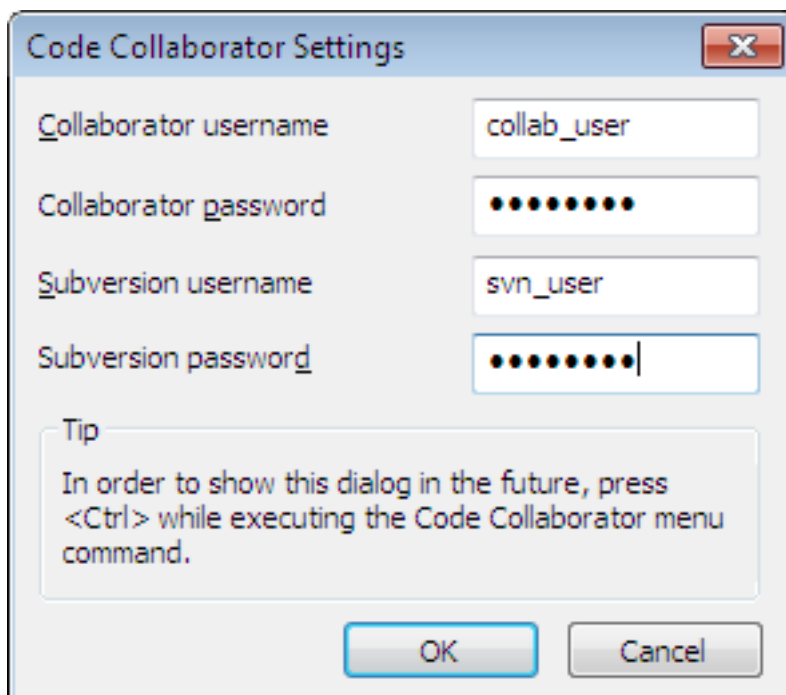 Code Collaborator Settings
Collaborator username collab_user
Collaborator password ●●●●●●●●
Subversion username svn_user
Subversion password ●●●●●●●●
Tip
In order to show this dialog in the future, press
<Ctrl> while executing the Code Collaborator menu
command.
OK Cancel